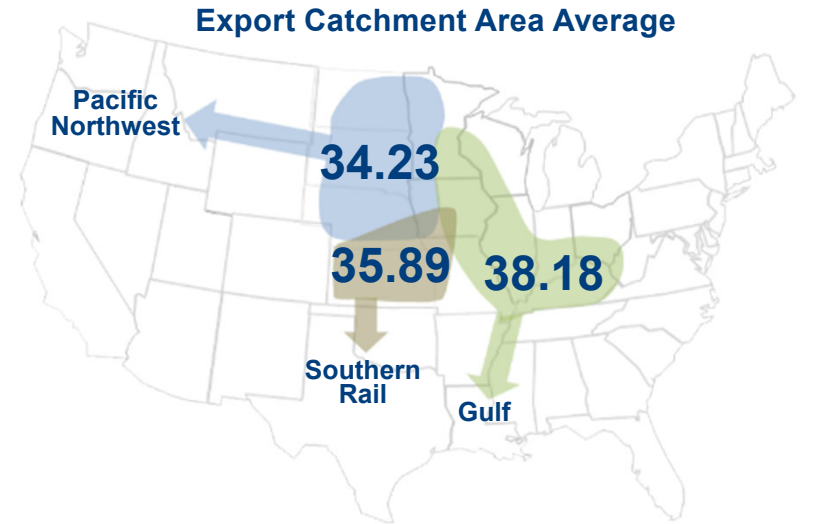 Export Catchment Area Average
Pacific
Northwest
34.23
35.89
38.18
Southern
Rail
Gulf